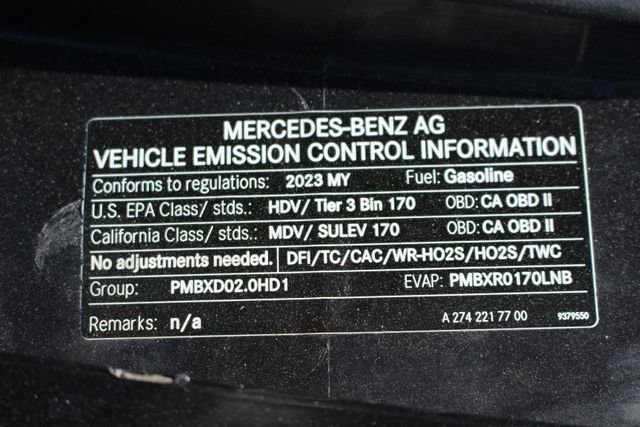 MERCEDES-BENZ AG
VEHICLE EMISSION CONTROL INFORMATION
Conforms to regulations: 2023 MY Fuel: Gasoline
U.S. EPA Class/ stds.: HDV/ Tier 3 Bin 170 OBD: CA OBD II
California Class/ stds.: MDV/ SULEV 170 OBD: CA OBD II
No adjustments needed. DFI/TC/CAC/WR-HO2S/HO2S/TWC
Group: PMBXD02.0HD1 EVAP: PMBXR0170LNB
Remarks: n/a A 274 221 77 00 9379550